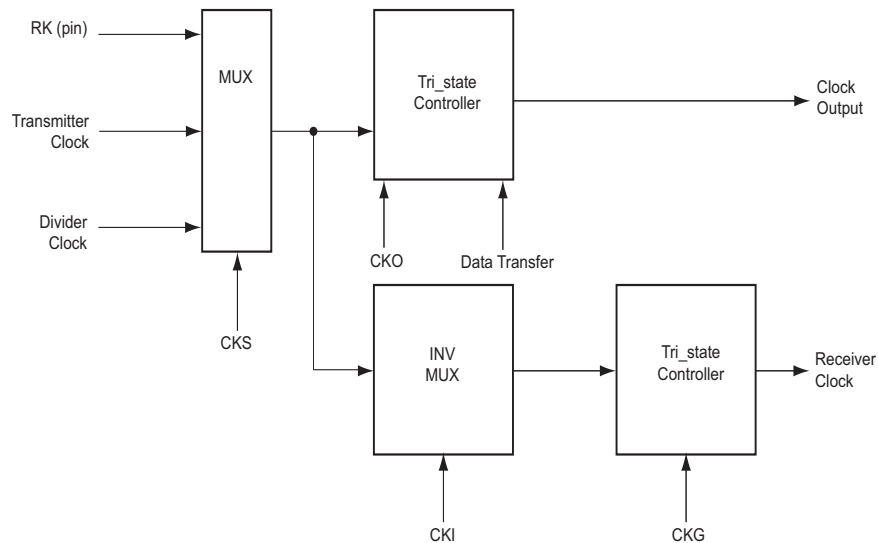 RK (pin)
MUX
Tri_state
Controller
Clock
Output
Transmitter
Clock
Divider
Clock
CKO
Data Transfer
CKS
INV
MUX
Tri_state
Controller
Receiver
Clock
CKI
CKG